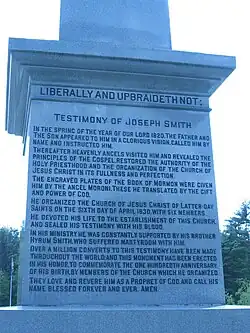 LIBERALLY AND UPBRAIDETH NOT;
TESTIMONY OF JOSEPH SMITH
IN THE SPRING OF THE YEAR OF OUR LORD 1820, THE FATHER AND
THE SON APPEARED TO HIM IN A GLORIOUS VISION, CALLED HIM BY
NAME AND INSTRUCTED HIM.
THEREAFTER HEAVENLY ANGELS VISITED HIM AND REVEALED THE
PRINCIPLES OF THE GOSPEL, RESTORED THE AUTHORITY OF THE
HOLY PRIESTHOOD AND THE ORGANIZATION OF THE CHURCH OF
JESUS CHRIST IN ITS FULLNESS AND PERFECTION.
THE ENGRAVED PLATES OF THE BOOK OF MORMON WERE GIVEN
HIM BY THE ANGEL MORONI. THESE HE TRANSLATED BY THE GIFT
AND POWER OF GOD.
HE ORGANIZED THE CHURCH OF JESUS CHRIST OF LATTER-DAY
SAINTS ON THE SIXTH DAY OF APRIL, 1830, WITH SIX MEMBERS.
HE DEVOTED HIS LIFE TO THE ESTABLISHMENT OF THIS CHURCH,
AND SEALED HIS TESTIMONY WITH HIS BLOOD.
IN HIS MINISTRY HE WAS CONSTANTLY SUPPORTED BY HIS BROTHER
HYRUM SMITH, WHO SUFFERED MARTYRDOM WITH HIM.
OVER A MILLION CONVERTS TO THIS TESTIMONY HAVE BEEN MADE
THROUGHOUT THE WORLD AND THIS MONUMENT HAS BEEN ERECTED
IN HIS HONOR, TO COMMEMORATE THE ONE HUNDREDTH ANNIVERSARY
OF HIS BIRTH, BY MEMBERS OF THE CHURCH WHICH HE ORGANIZED
THEY LOVE AND REVERE HIM AS A PROPHET OF GOD AND CALL HIS
NAME BLESSED FOREVER AND EVER. AMEN.